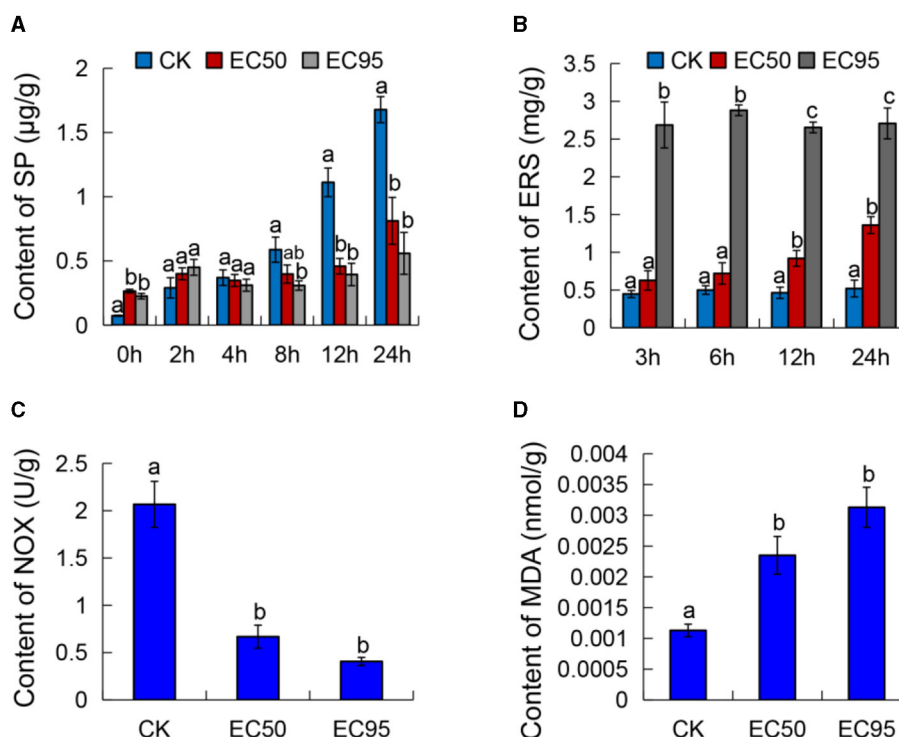 A
CK EC50 EC95
Content of SP (µg/g)
2
1.5
1
0.5
0
a b b a a a a a a a ab b a b b a b b
0h 2h 4h 8h 12h 24h
B
CK EC50 EC95
Content of ERS (mg/g)
3.5
3
2.5
2
1.5
1
0.5
0
a a b a a b a b c a b c
3h 6h 12h 24h
C
Content of NOX (U/g)
2.5
2
1.5
1
0.5
0
a b b
CK EC50 EC95
D
Content of MDA (nmol/g)
0.004
0.0035
0.003
0.0025
0.002
0.0015
0.001
0.0005
0
a b b
CK EC50 EC95